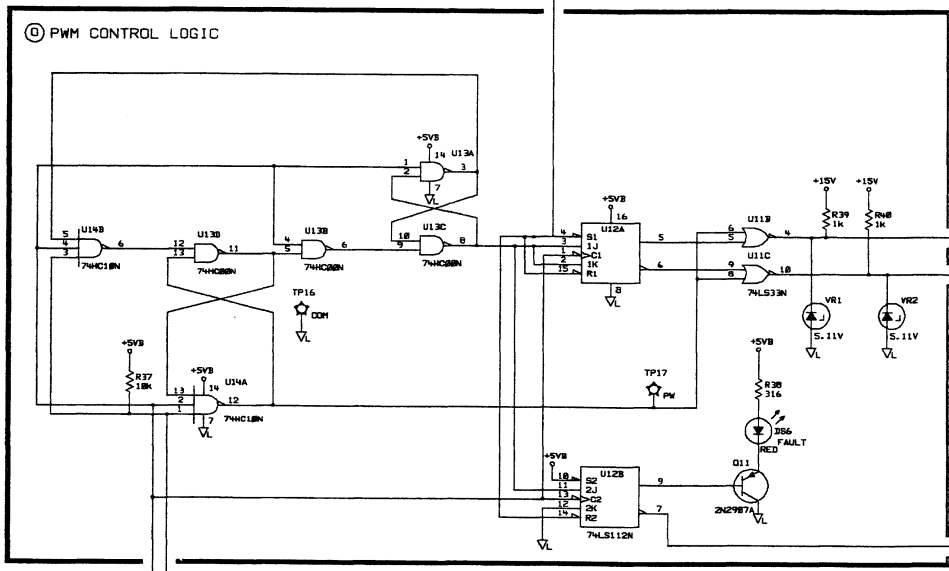 O PWM CONTROL LOGIC
+5VB
14 U13A
1
2
3
7
L
5 U14B
4
3
6
74HC10N
U13D
12
13
11
74HC00N
U13B
4
5
6
74HC00N
U13C
10
9
8
74HC00N
+5VB
16
U12A
4 S1
3 1J
1 C1
2 1K
15 R1
5
6
8
L
U11B
6
5
4
U11C
9
8
10
74LS33N
+15V
+15V
R39
1k
R40
1k
VR1
5.11V
L
VR2
5.11V
L
TP16
COM
L
+5VB
R37
10k
+5VB
U14A
14
13
2
1
12
7
L
74HC10N
TP17
PW
+5VB
R38
316
DS6
FAULT
RED
Q11
2N2907A
L
+5VB
U12B
10 S2
11 2J
13 C2
12 2K
14 R2
9
7
L
74LS112N